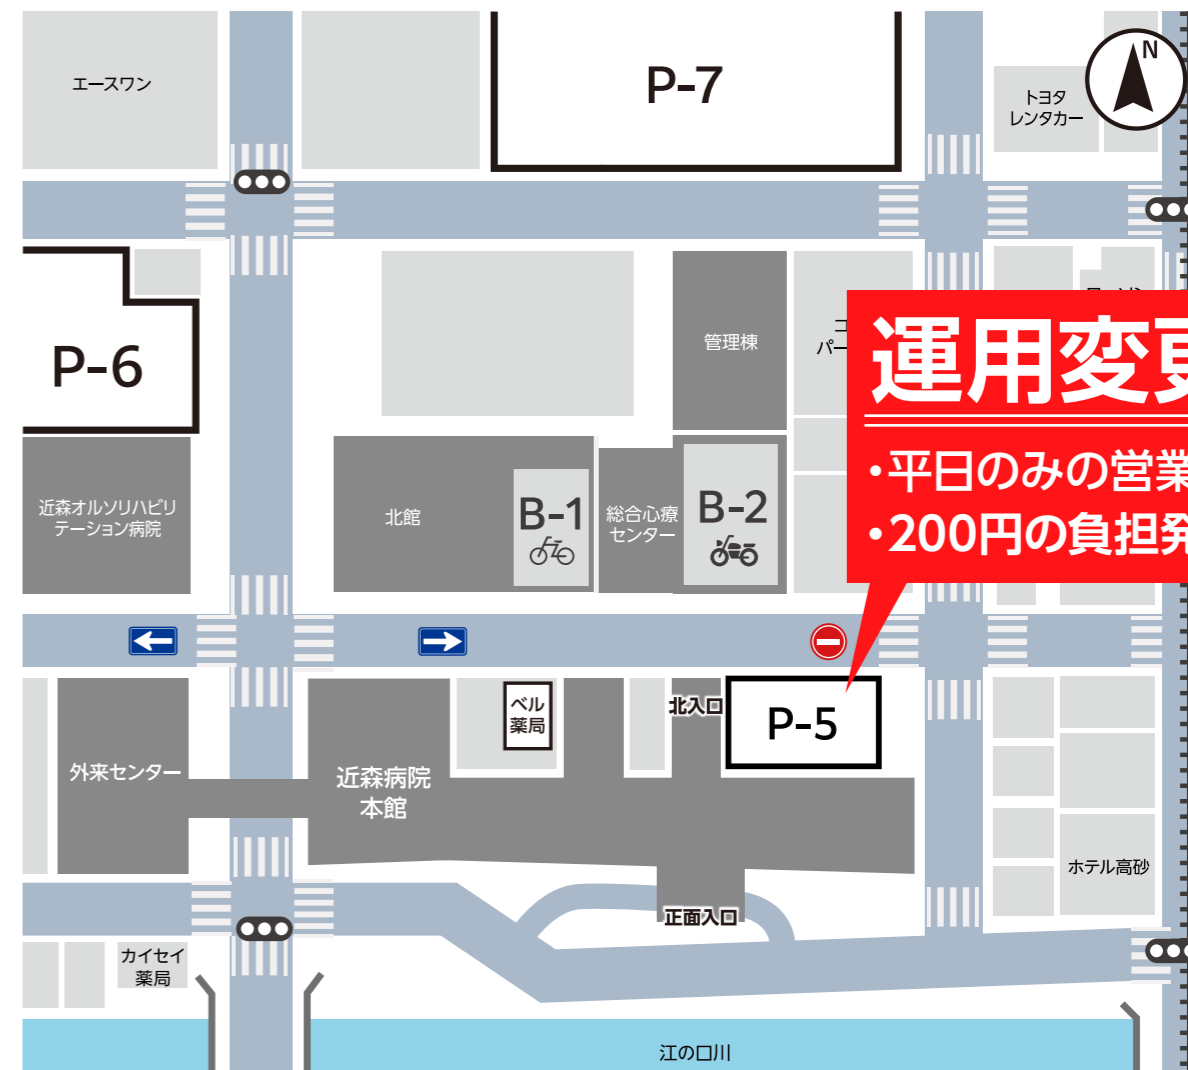 エースワン
P-7
トヨタ
レンタカー
N
P-6
管理棟
コ
パー
運用変更
・平日のみの営業
・200円の負担発
近森オルソリハビリ
テーション病院
北館
B-1
総合心療
センター
B-2
ベル
薬局
北入口
P-5
外来センター
近森病院
本館
ホテル高砂
正面入口
カイセイ
薬局
江の口川